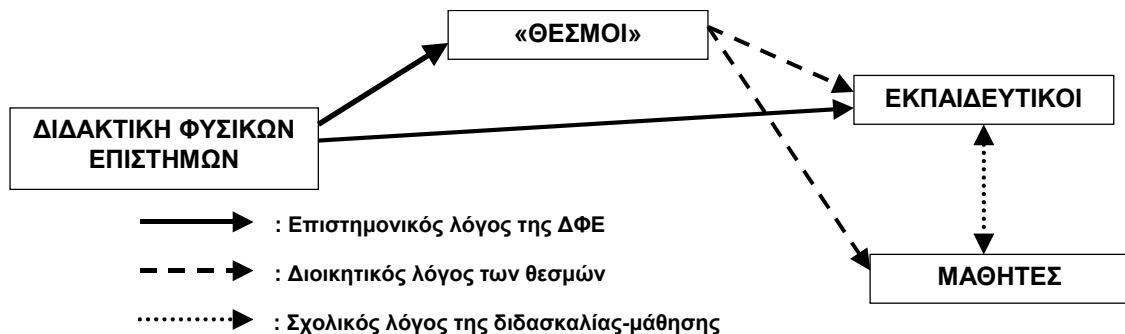 «ΘΕΣΜΟΙ»
ΕΚΠΑΙΔΕΥΤΙΚΟΙ
ΔΙΔΑΚΤΙΚΗ ΦΥΣΙΚΩΝ
ΕΠΙΣΤΗΜΩΝ
: Επιστημονικός λόγος της ΔΦΕ
: Διοικητικός λόγος των θεσμών
ΜΑΘΗΤΕΣ
: Σχολικός λόγος της διδασκαλίας-μάθησης